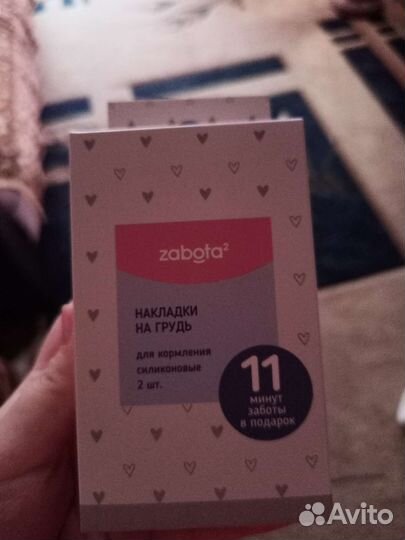 zabota²
НАКЛАДКИ
НА ГРУДЬ
для кормления
силиконовые
2 шт.
11
минут
заботы
в подарок
Avito